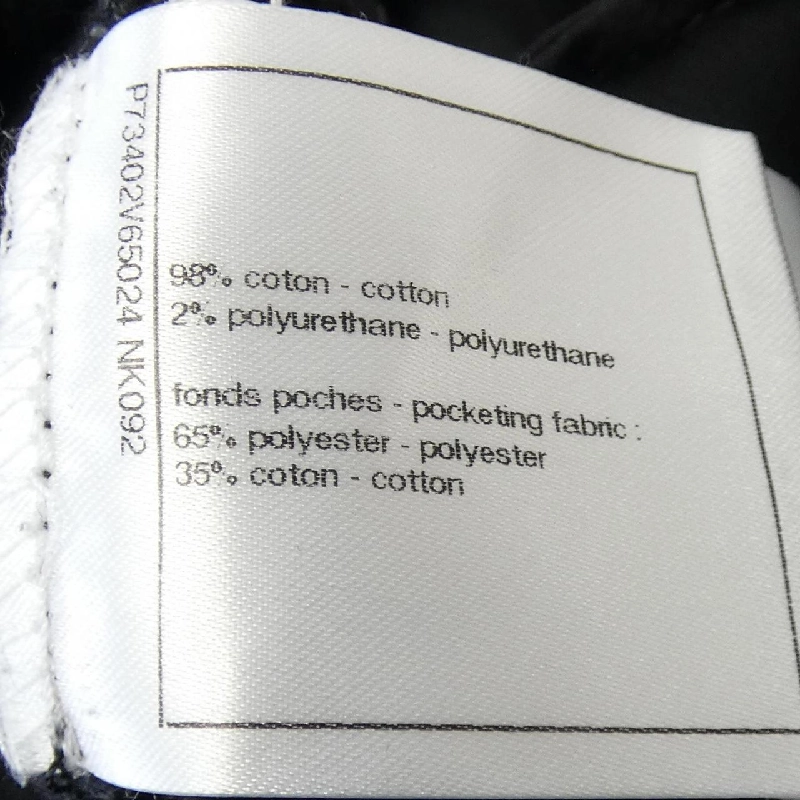 P73402V65024 NK092
98% coton - cotton
2% polyurethane - polyurethane
fonds poches - pocketing fabric :
65% polyester - polyester
35% coton - cotton